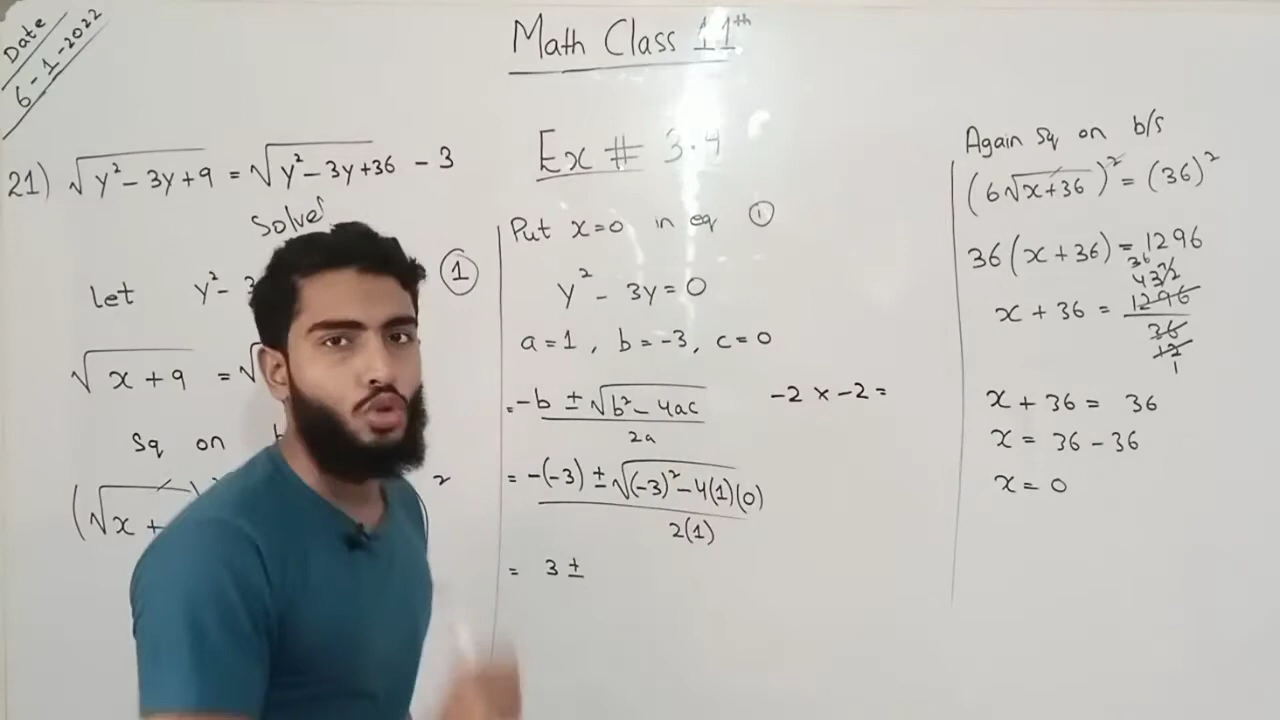 Date
6-1-2022
Math Class 11th
Ex # 3.4
21) √(y² - 3y + 9) = √(y² - 3y + 36) - 3
Let y² -
1
√(x + 9) = √
Sq on
(√x +
2
Put x=0 in eq ①
y² - 3y = 0
a=1, b=-3, c=0
= -b ± √(b² - 4ac) / 2a
-2 × -2 =
= -(-3) ± √((-3)² - 4(1)(0)) / 2(1)
= 3 ±
Again Sq on b/s
(6√(x+36))² = (36)²
36(x+36) = 1296
x + 36 = 1296 / 36
x + 36 = 36
x = 36 - 36
x = 0